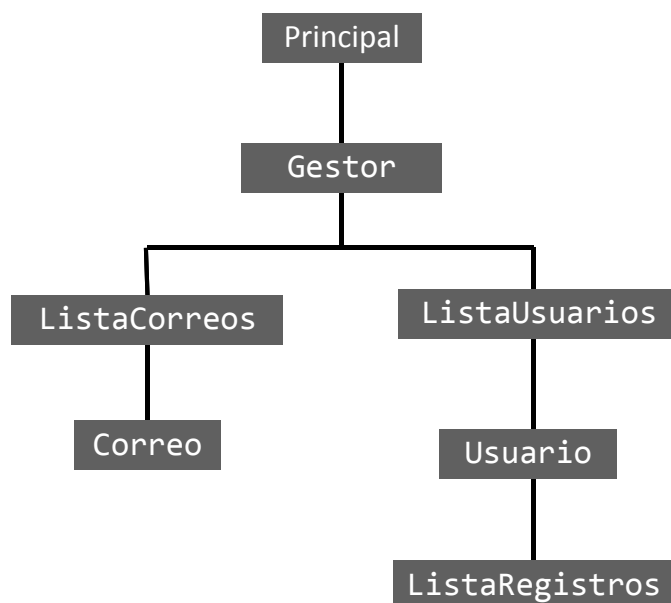 Principal
Gestor
ListaCorreos
ListaUsuarios
Correo
Usuario
ListaRegistros